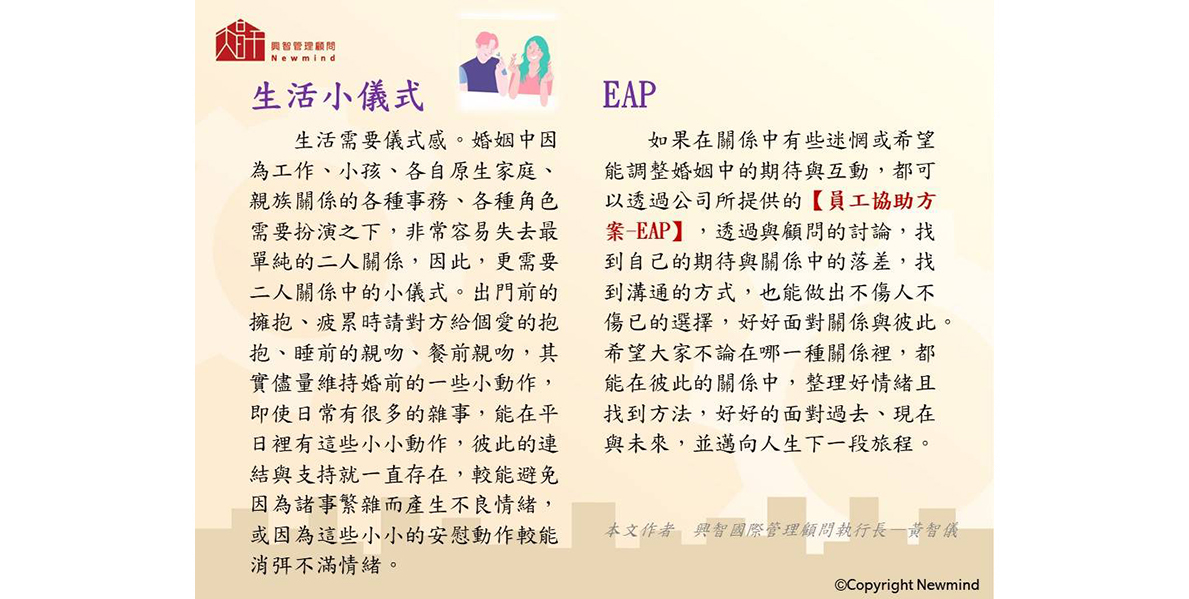 興智管理顧問
Newmind
生活小儀式
生活需要儀式感。婚姻中因
為工作、小孩、各自原生家庭、
親族關係的各種事務、各種角色
需要扮演之下，非常容易失去最
單純的二人關係，因此，更需要
二人關係中的小儀式。出門前的
擁抱、疲累時請對方給個愛的抱
抱、睡前的親吻、餐前親吻，其
實儘量維持婚前的一些小動作，
即使日常有很多的雜事，能在平
日裡有這些小小動作，彼此的連
結與支持就一直存在，較能避免
因為諸事繁雜而產生不良情緒，
或因為這些小小的安慰動作較能
消弭不滿情緒。
EAP
如果在關係中有些迷惘或希望
能調整婚姻中的期待與互動，都可
以透過公司所提供的【員工協助方
案-EAP】，透過與顧問的討論，找
到自己的期待與關係中的落差，找
到溝通的方式，也能做出不傷人不
傷已的選擇，好好面對關係與彼此。
希望大家不論在哪一種關係裡，都
能在彼此的關係中，整理好情緒且
找到方法，好好的面對過去、現在
與未來，並邁向人生下一段旅程。
本文作者　興智國際管理顧問執行長—黃智儀
©Copyright Newmind